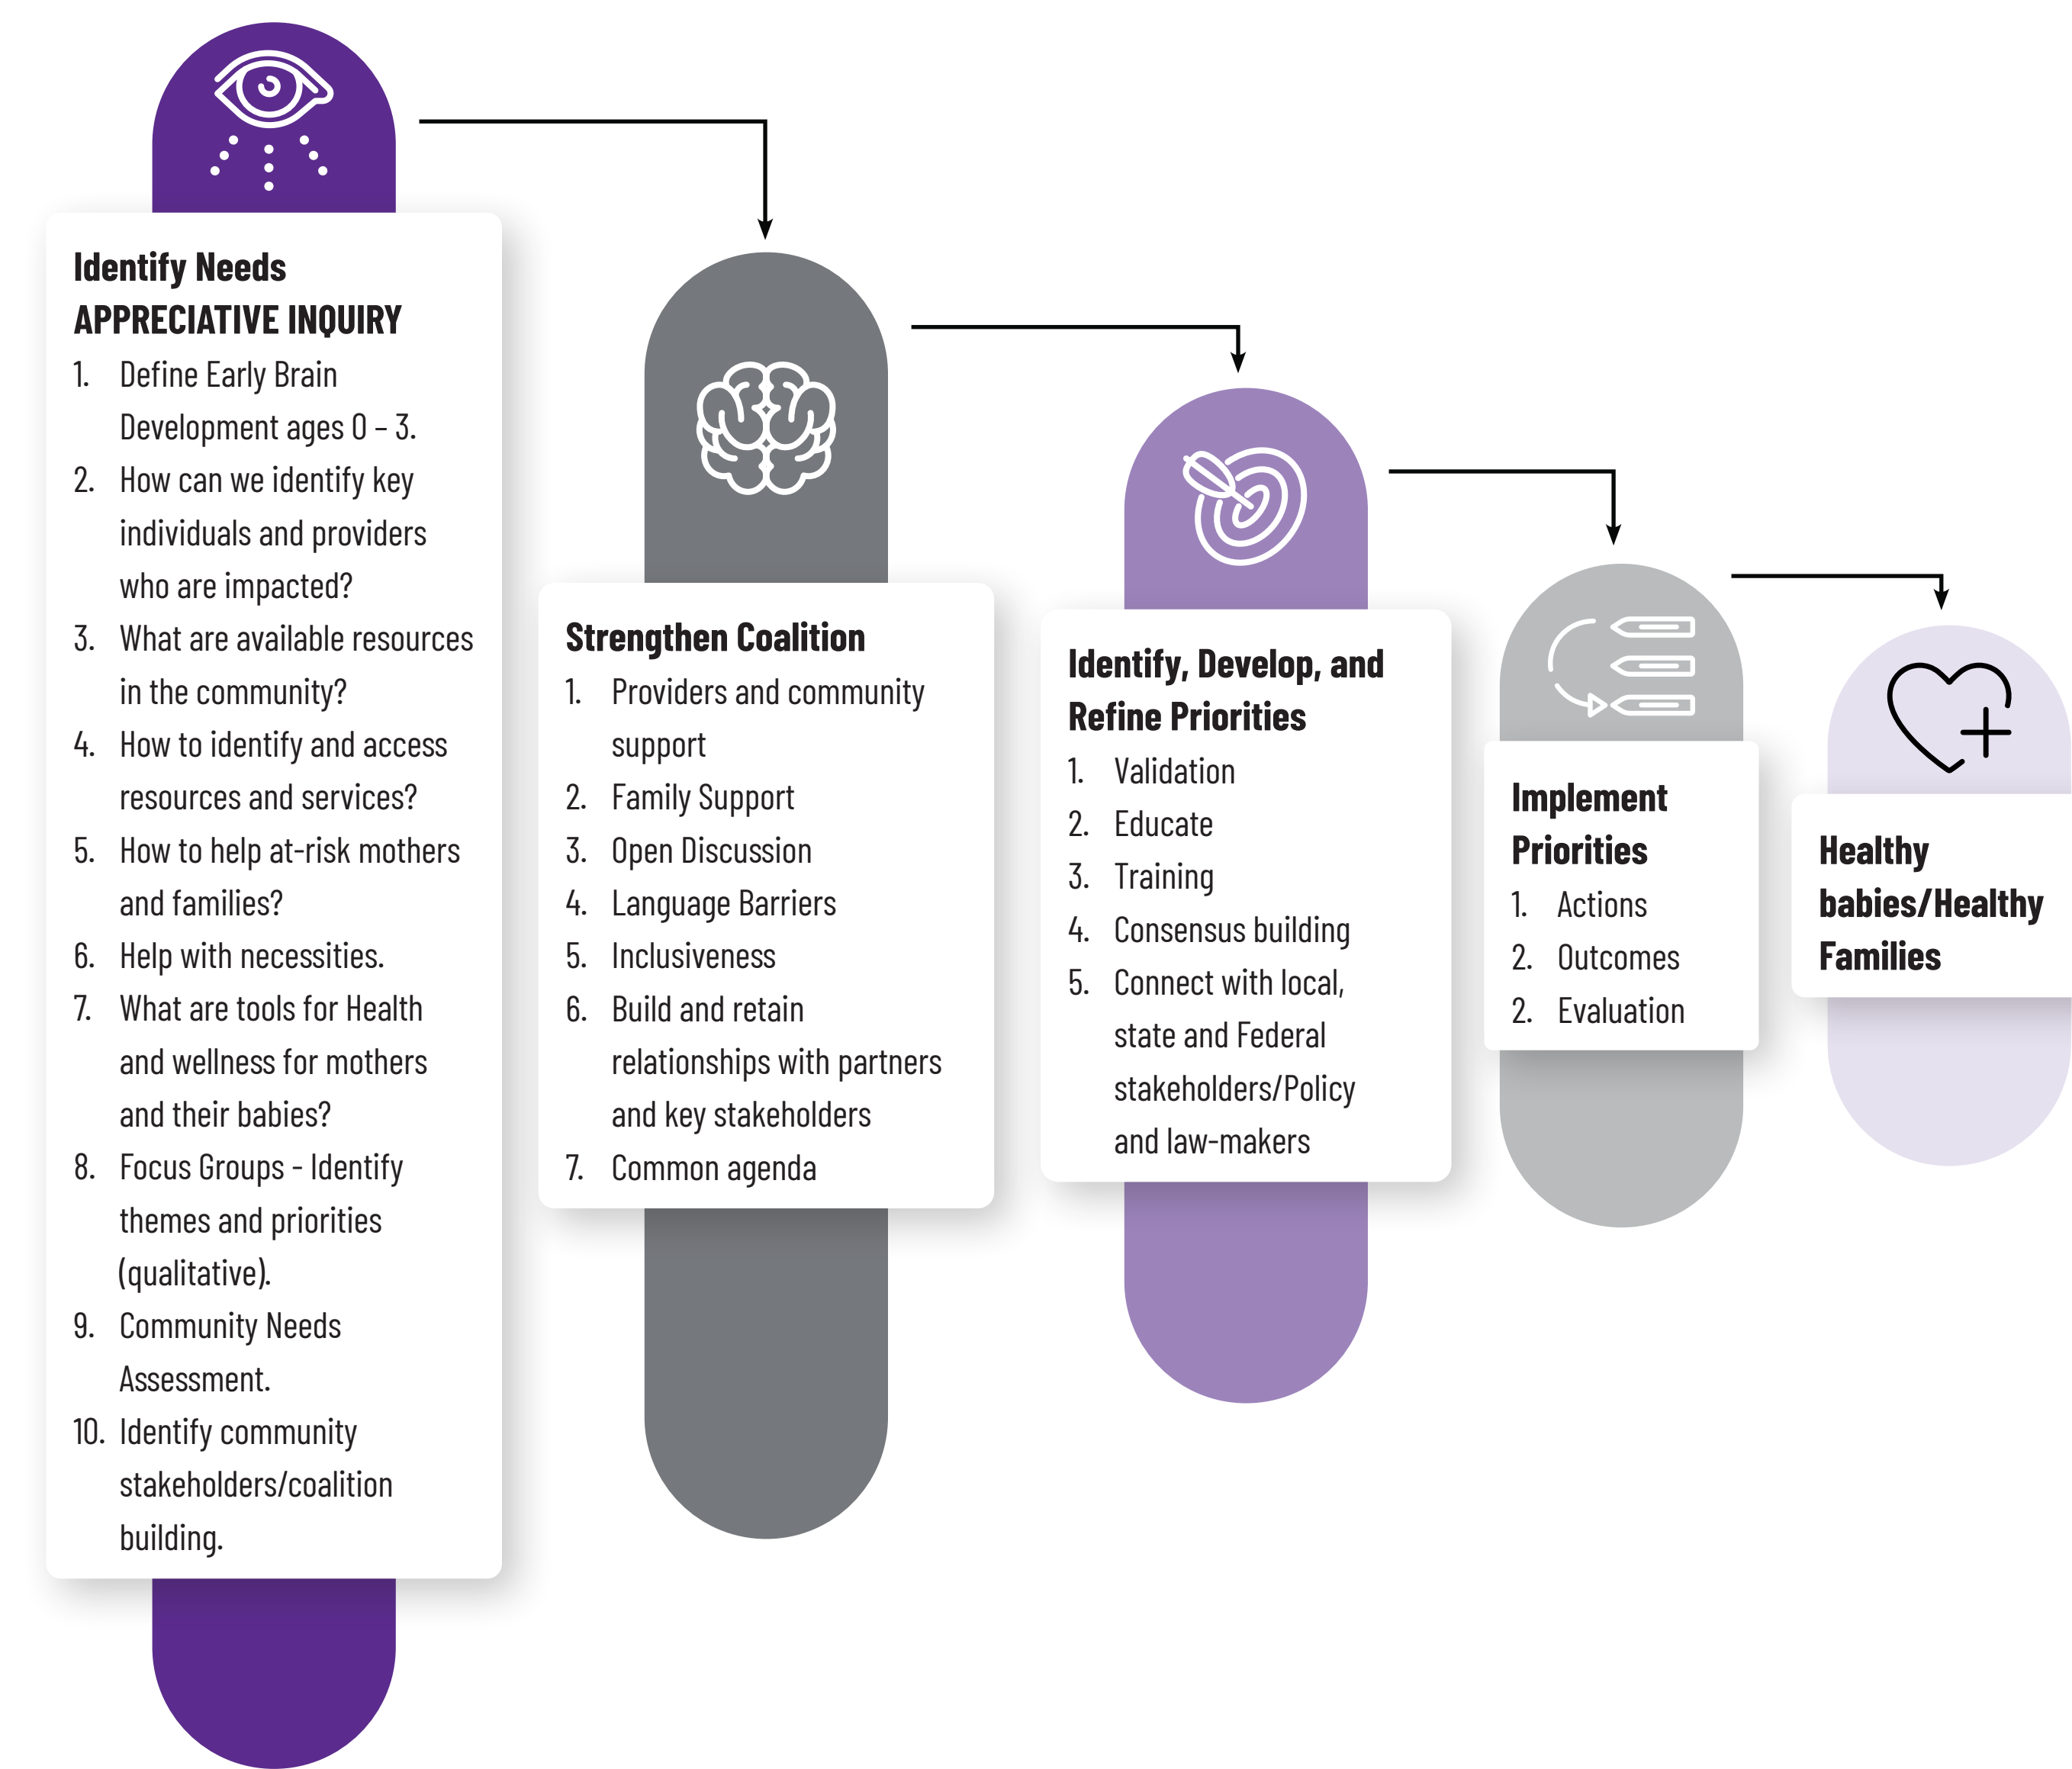 Identify Needs
APPRECIATIVE INQUIRY
1. Define Early Brain
Development ages 0 – 3.
2. How can we identify key
individuals and providers
who are impacted?
3. What are available resources
in the community?
4. How to identify and access
resources and services?
5. How to help at-risk mothers
and families?
6. Help with necessities.
7. What are tools for Health
and wellness for mothers
and their babies?
8. Focus Groups - Identify
themes and priorities
(qualitative).
9. Community Needs
Assessment.
10. Identify community
stakeholders/coalition
building.
Strengthen Coalition
1. Providers and community
support
2. Family Support
3. Open Discussion
4. Language Barriers
5. Inclusiveness
6. Build and retain
relationships with partners
and key stakeholders
7. Common agenda
Identify, Develop, and
Refine Priorities
1. Validation
2. Educate
3. Training
4. Consensus building
5. Connect with local,
state and Federal
stakeholders/Policy
and law-makers
Implement
Priorities
1. Actions
2. Outcomes
2. Evaluation
Healthy
babies/Healthy
Families